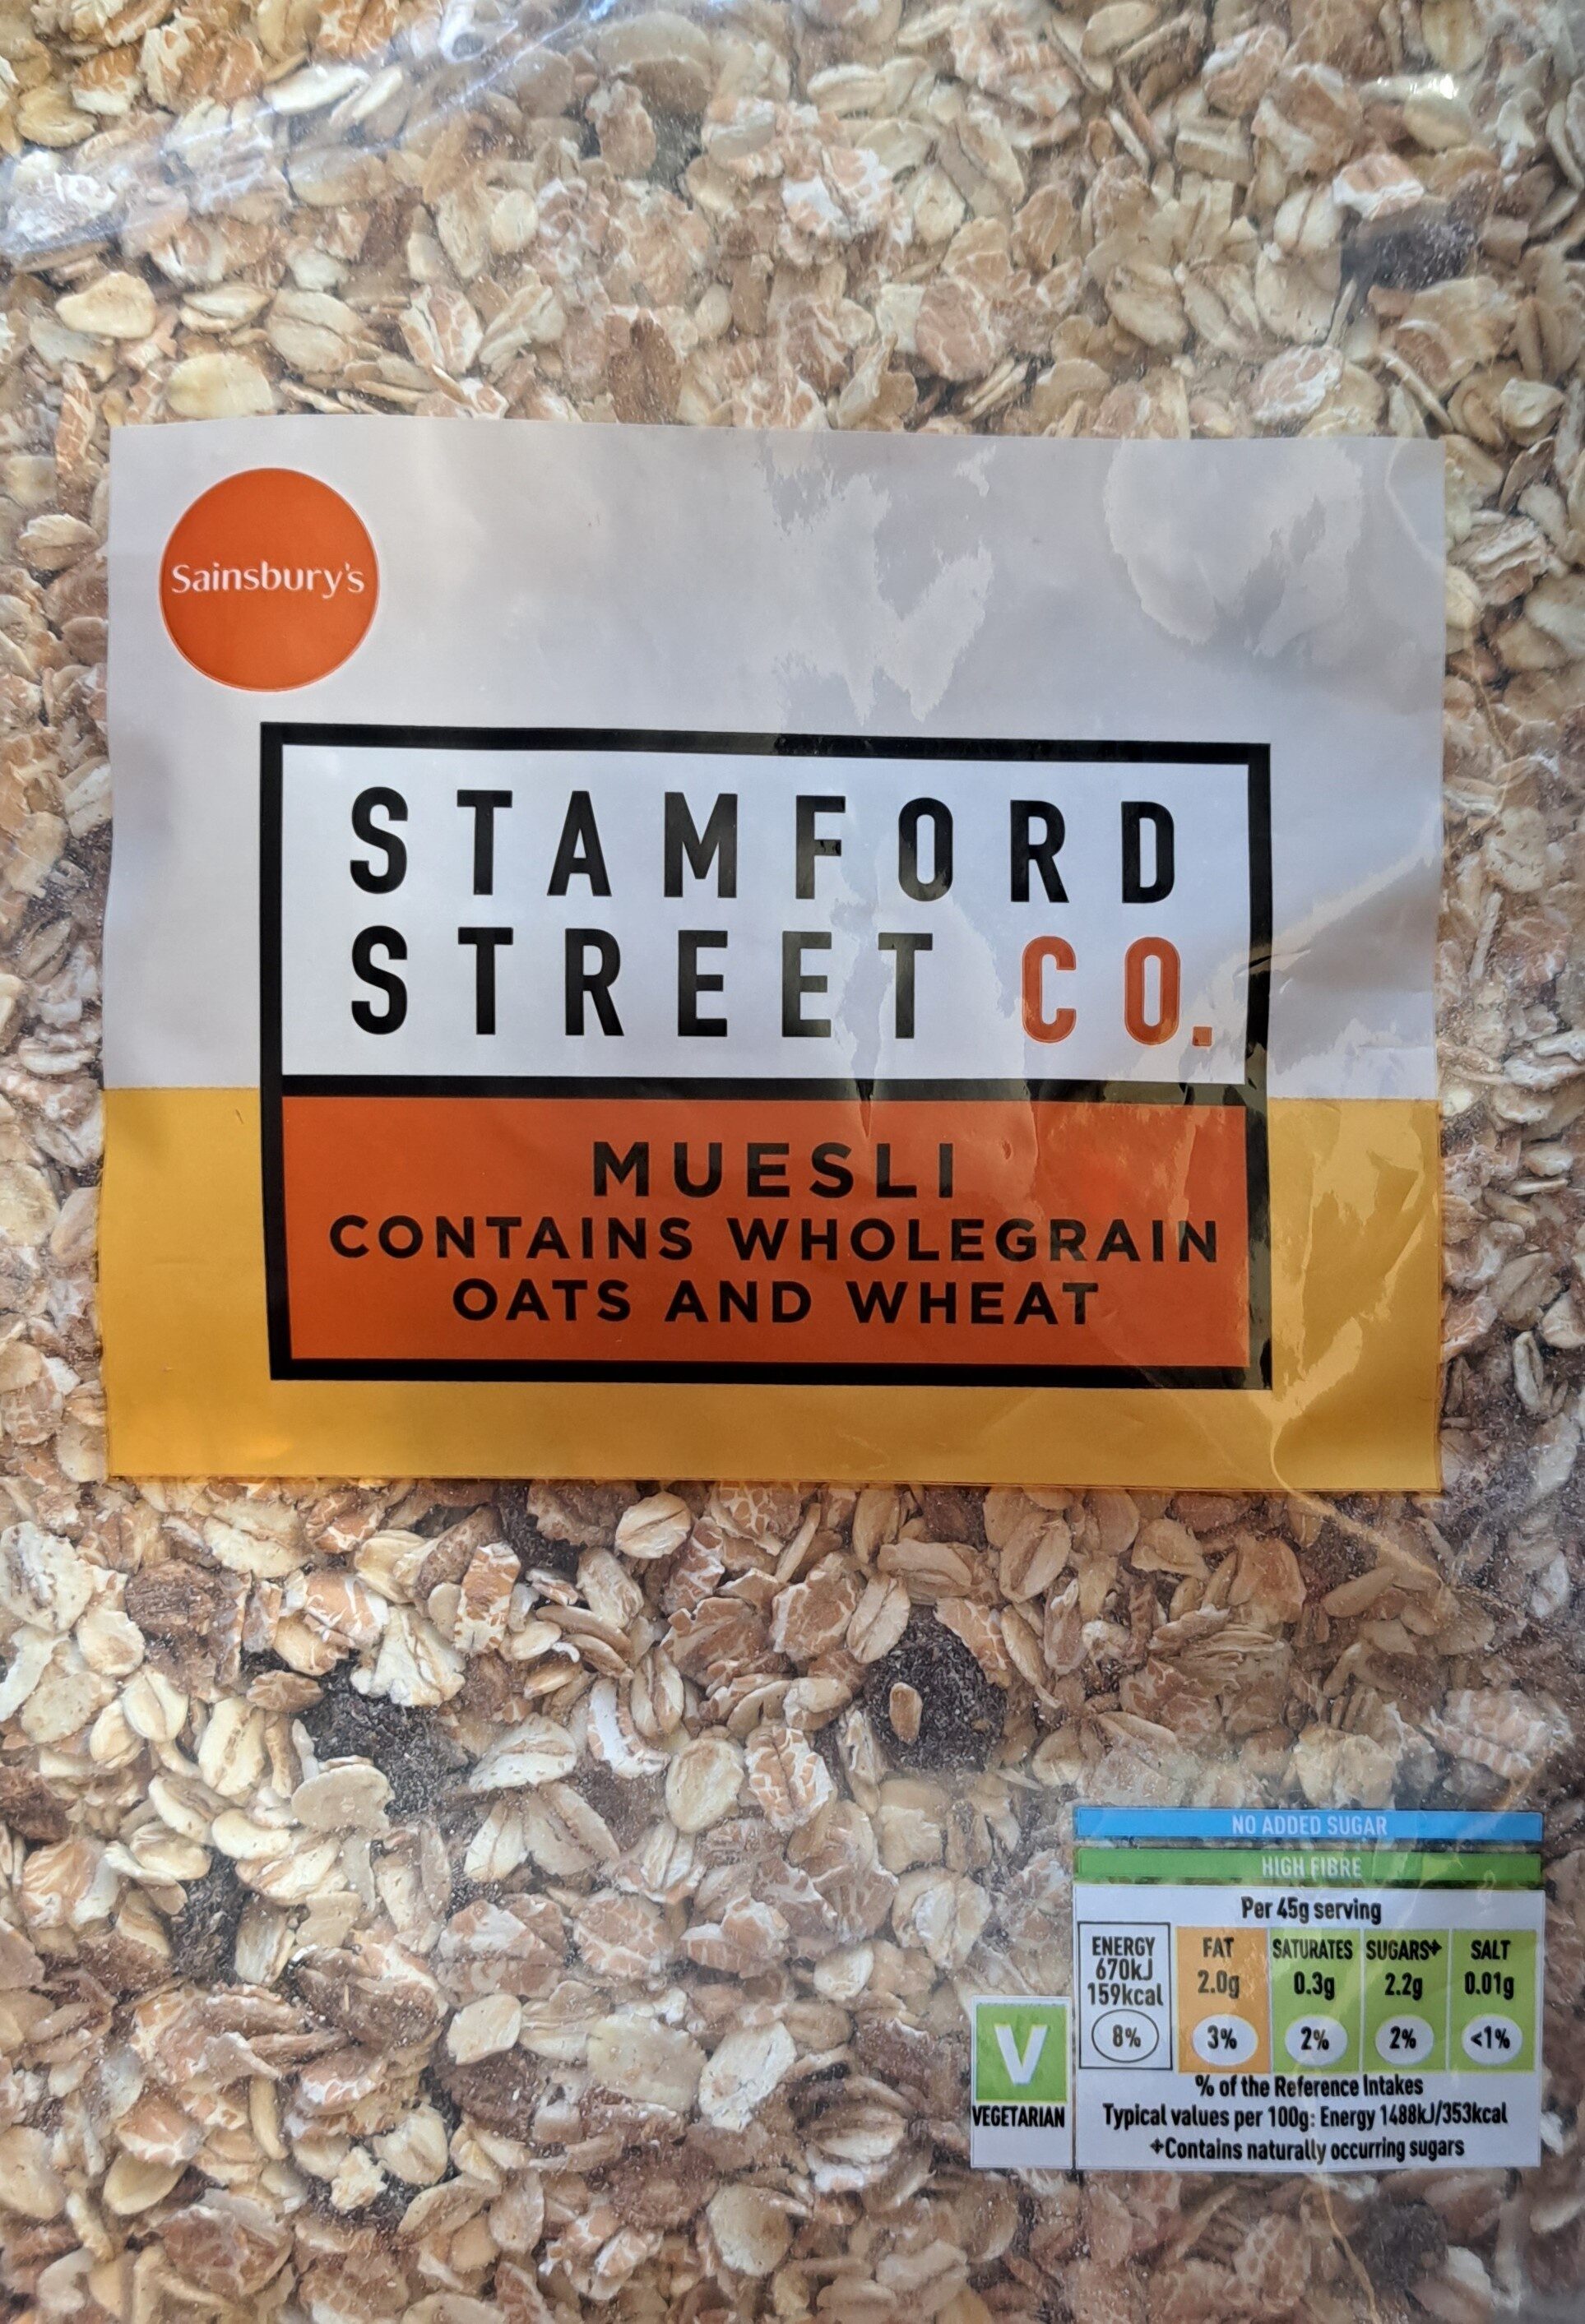 Sainsbury's
STAMFORD
STREET CO.
MUESLI
CONTAINS WHOLEGRAIN
OATS AND WHEAT
NO ADDED SUGAR
HIGH FIBRE
Per 45g serving
ENERGY
670kJ
159kcal
8%
FAT
2.0g
3%
SATURATES
0.3g
2%
SUGARS+
2.2g
2%
SALT
0.01g
<1%
V
VEGETARIAN
% of the Reference Intakes
Typical values per 100g: Energy 1488kJ/353kcal
+Contains naturally occurring sugars